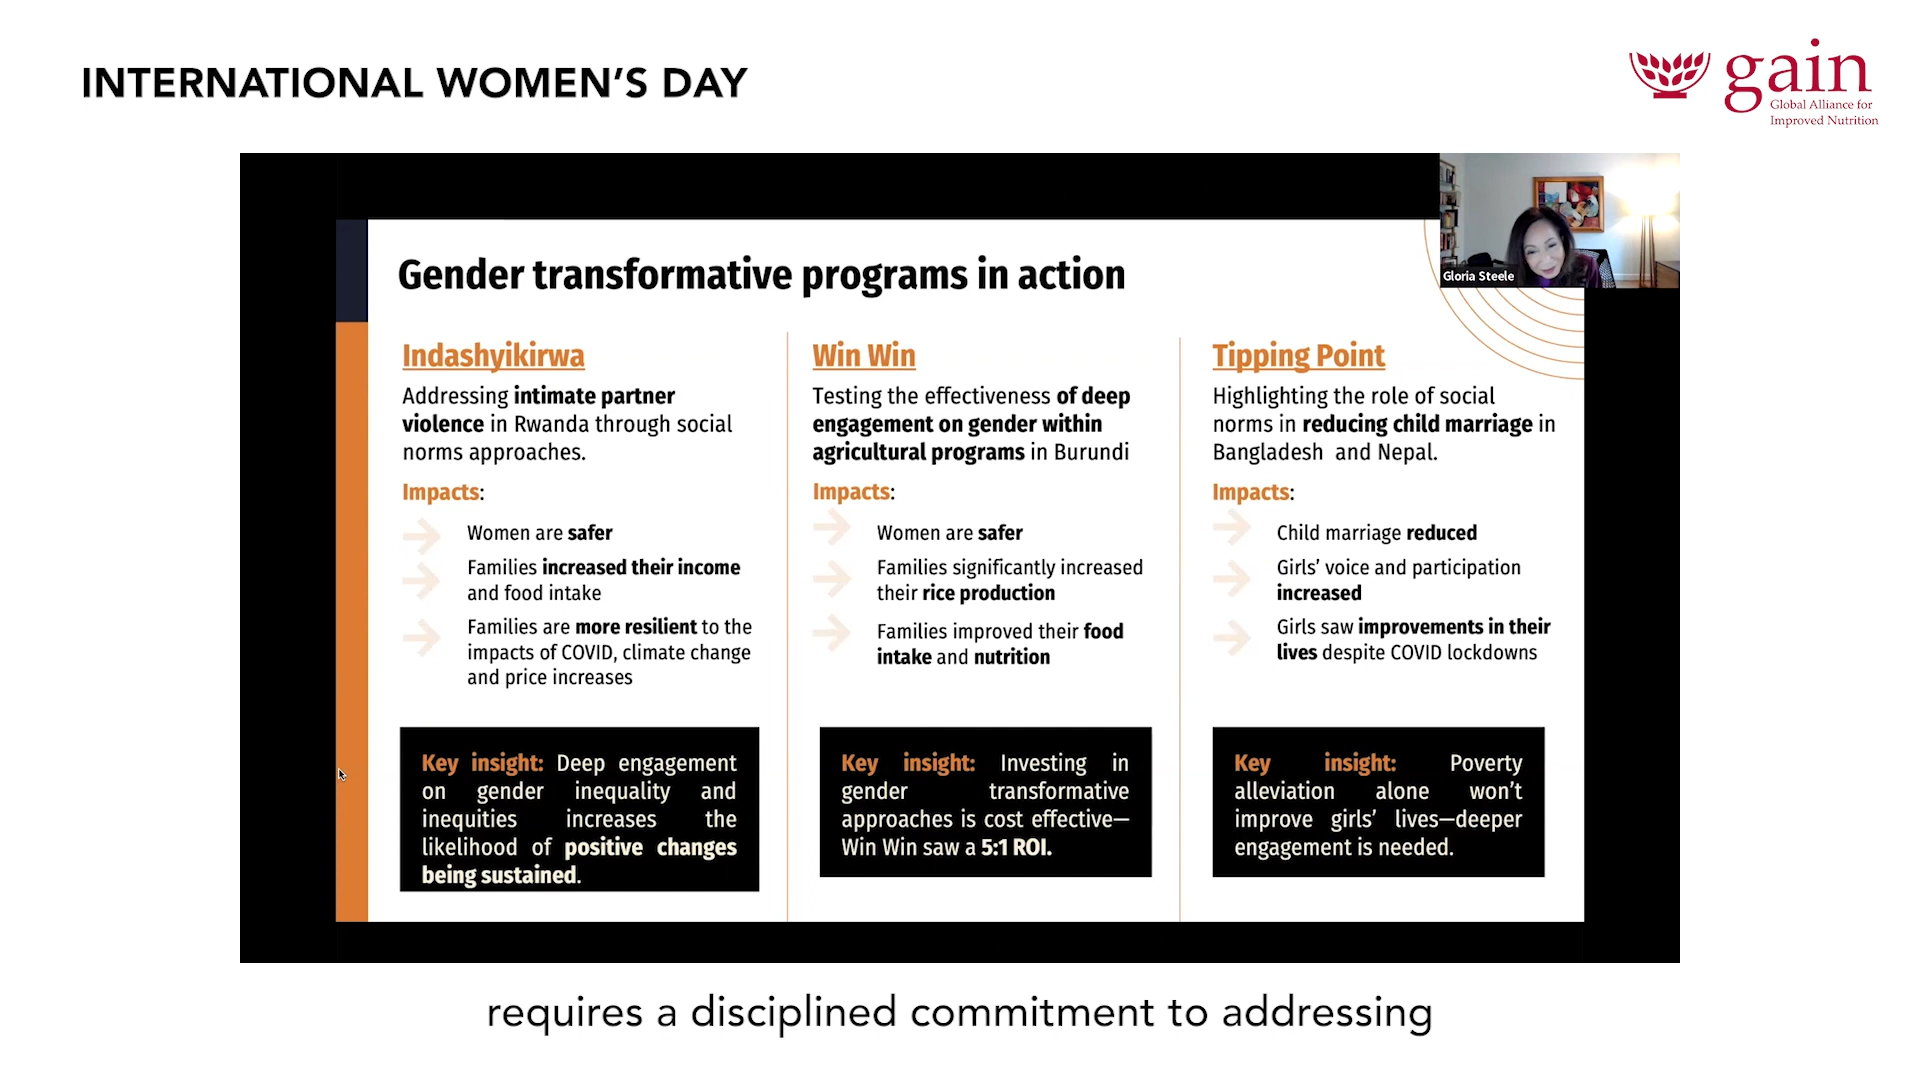 INTERNATIONAL WOMEN'S DAY
gain
Global Alliance for
Improved Nutrition
Gloria Steele
Gender transformative programs in action
Indashyikirwa
Addressing intimate partner
violence in Rwanda through social
norms approaches.
Impacts:
Women are safer
Families increased their income
and food intake
Families are more resilient to the
impacts of COVID, climate change
and price increases
Key insight: Deep engagement
on gender inequality and
inequities increases the
likelihood of positive changes
being sustained.
Win Win
Testing the effectiveness of deep
engagement on gender within
agricultural programs in Burundi
Impacts:
Women are safer
Families significantly increased
their rice production
Families improved their food
intake and nutrition
Key insight: Investing in
gender transformative
approaches is cost effective—
Win Win saw a 5:1 ROI.
Tipping Point
Highlighting the role of social
norms in reducing child marriage in
Bangladesh  and Nepal.
Impacts:
Child marriage reduced
Girls' voice and participation
increased
Girls saw improvements in their
lives despite COVID lockdowns
Key insight: Poverty
alleviation alone won't
improve girls' lives—deeper
engagement is needed.
requires a disciplined commitment to addressing